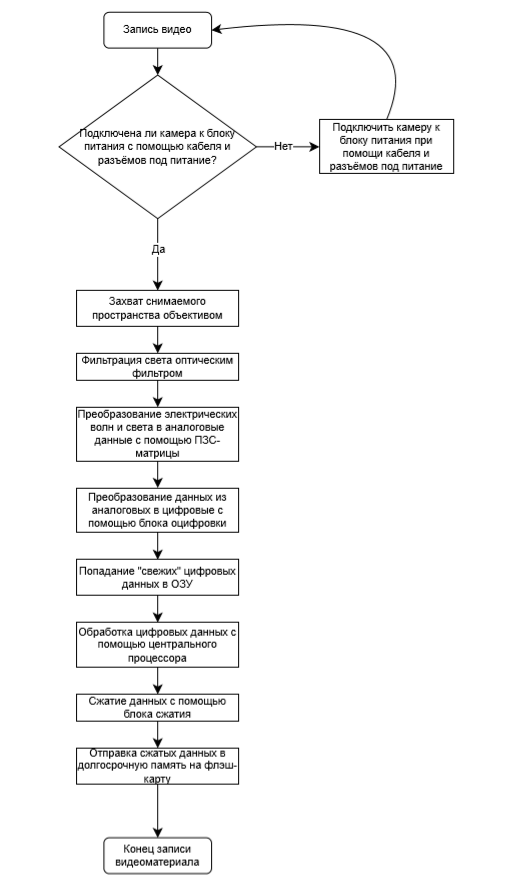 Запись видео
Подключена ли камера к блоку
питания с помощью кабеля и
разъёмов под питание?
Нет
Подключить камеру к
блоку питания при
помощи кабеля и
разъёмов под питание
Да
Захват снимаемого
пространства объективом
Фильтрация света оптическим
фильтром
Преобразование электрических
волн и света в аналоговые
данные с помощью ПЗС-
матрицы
Преобразование данных из
аналоговых в цифровые с
помощью блока оцифровки
Попадание "свежих" цифровых
данных в ОЗУ
Обработка цифровых данных с
помощью центрального
процессора
Сжатие данных с помощью
блока сжатия
Отправка сжатых данных в
долгосрочную память на флэш-
карту
Конец записи
видеоматериала